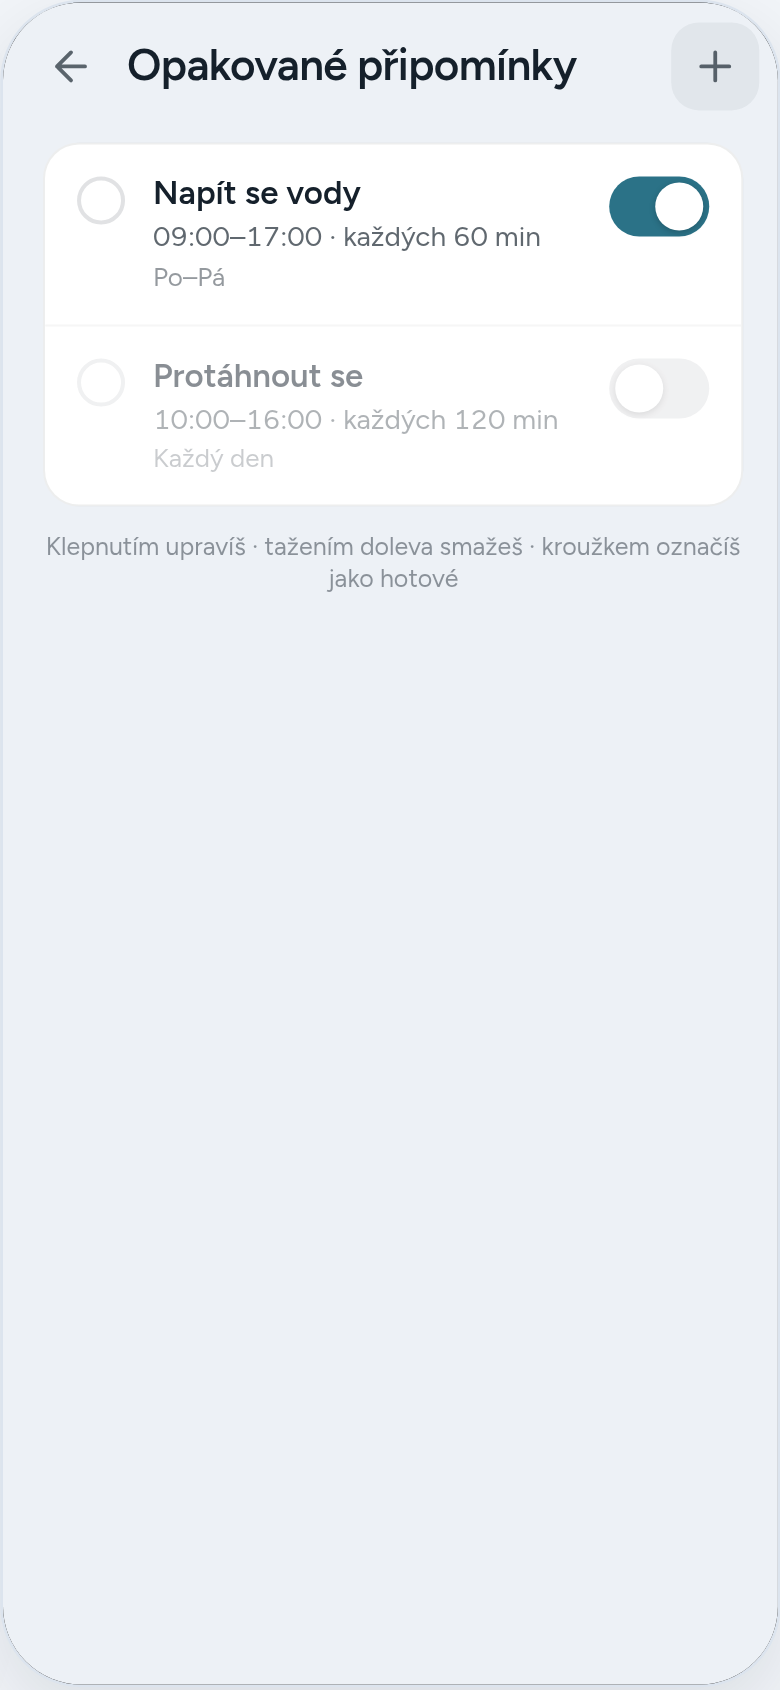 Opakované připomínky
Napít se vody
09:00–17:00 · každých 60 min
Po–Pá
Protáhnout se
10:00–16:00 · každých 120 min
Každý den
Klepnutím upravíš · tažením doleva smažeš · kroužkem označíš
jako hotové